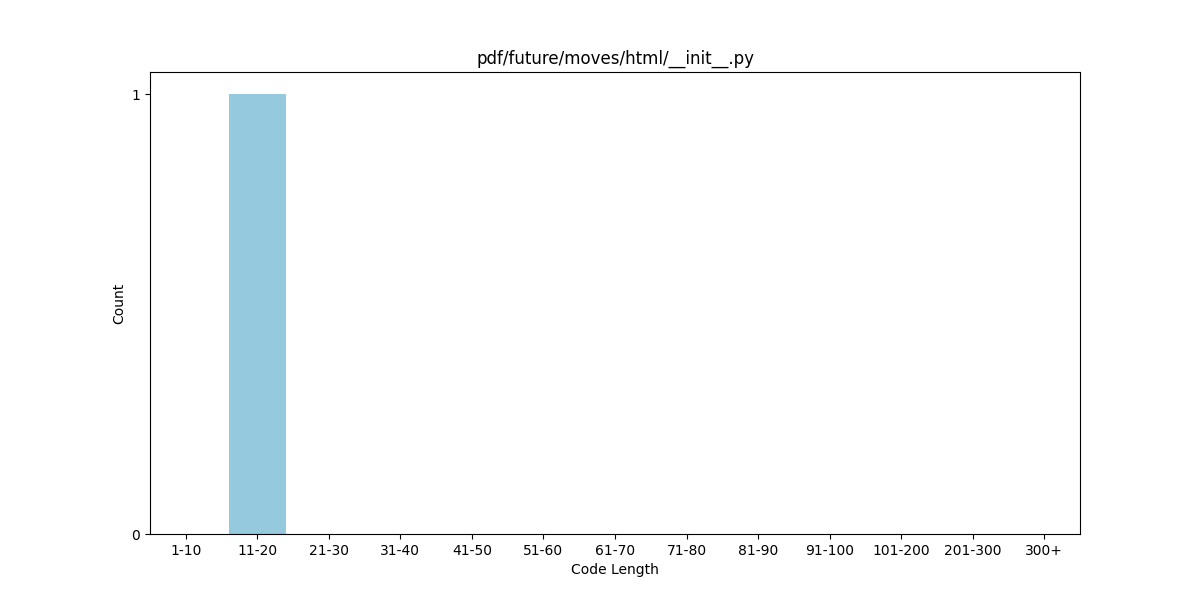 pdf/future/moves/html/__init__.py
Count
1
0
1-10 11-20 21-30 31-40 41-50 51-60 61-70 71-80 81-90 91-100 101-200 201-300 300+
Code Length